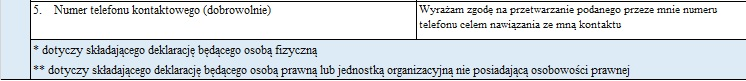 5. Numer telefonu kontaktowego (dobrowolnie)
Wyrażam zgodę na przetwarzanie podanego przeze mnie numeru
telefonu celem nawiązania ze mną kontaktu
* dotyczy składającego deklarację będącego osobą fizyczną
** dotyczy składającego deklarację będącego osobą prawną lub jednostką organizacyjną nie posiadającą osobowości prawnej